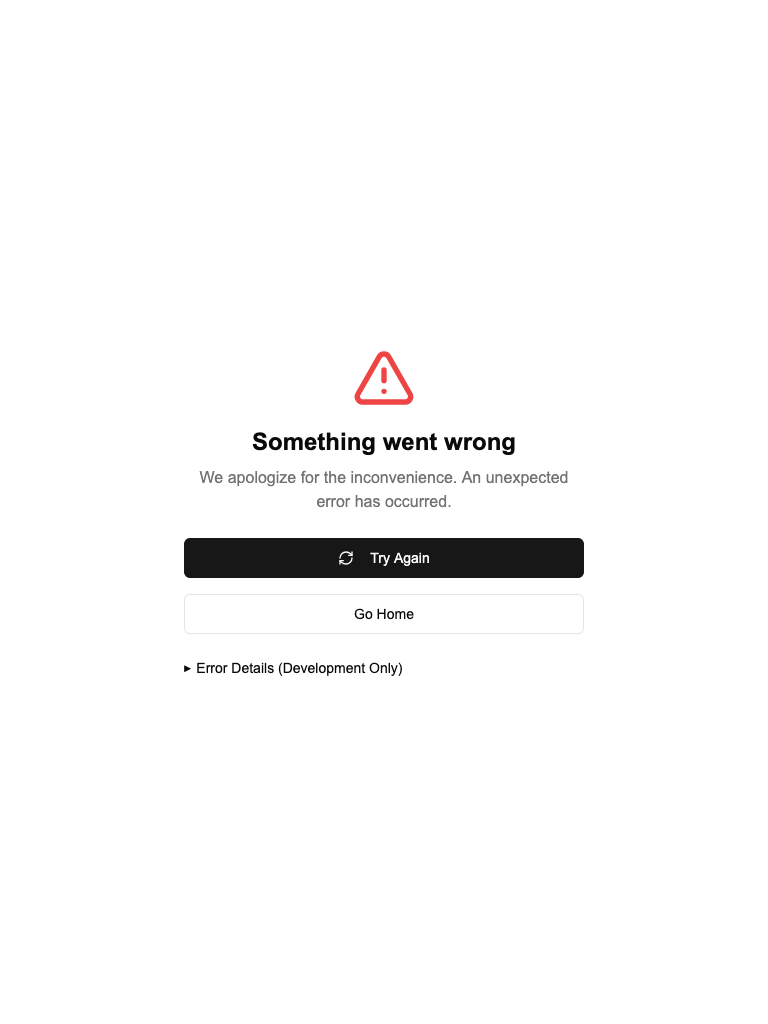 Something went wrong
We apologize for the inconvenience. An unexpected
error has occurred.
Try Again
Go Home
▸ Error Details (Development Only)